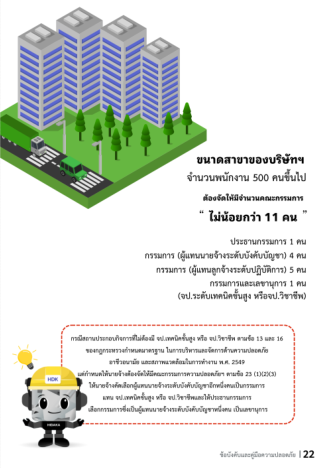 ขนาดสาขาของบริษัทฯ
จำนวนพนักงาน 500 คนขึ้นไป
ต้องจัดให้มีจำนวนคณะกรรมการ
“ ไม่น้อยกว่า 11 คน ”
ประธานกรรมการ 1 คน
กรรมการ (ผู้แทนนายจ้างระดับบังคับบัญชา) 4 คน
กรรมการ (ผู้แทนลูกจ้างระดับปฏิบัติการ) 5 คน
กรรมการและเลขานุการ 1 คน
(จป.ระดับเทคนิคขั้นสูง หรือจป.วิชาชีพ)
กรณีสถานประกอบกิจการที่ไม่ต้องมี จป.เทคนิคขั้นสูง หรือ จป.วิชาชีพ ตามข้อ 13 และ 16
ของกฎกระทรวงกำหนดมาตรฐาน ในการบริหารและจัดการด้านความปลอดภัย
อาชีวอนามัย และสภาพแวดล้อมในการทำงาน พ.ศ. 2549
แต่กำหนดให้นายจ้างต้องจัดให้มีคณะกรรมการความปลอดภัยฯ ตามข้อ 23 (1)(2)(3)
ให้นายจ้างคัดเลือกผู้แทนนายจ้างระดับบังคับบัญชาอีกหนึ่งคนเป็นกรรมการ
แทน จป.เทคนิคขั้นสูง หรือ จป.วิชาชีพและให้ประธานกรรมการ
เลือกกรรมการซึ่งเป็นผู้แทนนายจ้างระดับบังคับบัญชาหนึ่งคน เป็นเลขานุการ
HDK
ข้อบังคับและคู่มือความปลอดภัย | 22